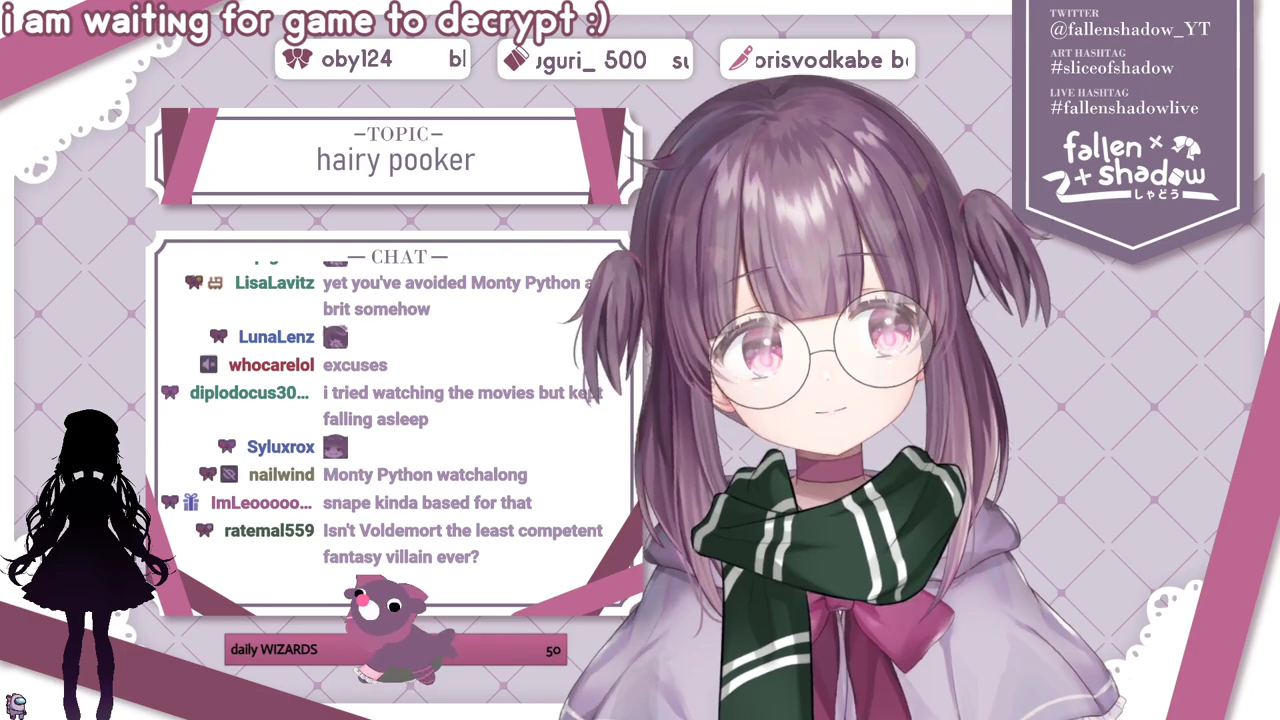 i am waiting for game to decrypt :)
oby124 bl
uguri_ 500 su
orisvodkabe b
TWITTER
@fallenshadow_YT
ART HASHTAG
#sliceofshadow
LIVE HASHTAG
#fallenshadowlive
fallen
shadow
しゃどう
-TOPIC-
hairy pooker
— CHAT —
LisaLavitz yet you've avoided Monty Python a
brit somehow
LunaLenz
whocarelol excuses
diplodocus30... i tried watching the movies but kept
falling asleep
Syluxrox
nailwind Monty Python watchalong
ImLeooooo... snape kinda based for that
ratemal559 Isn't Voldemort the least competent
fantasy villain ever?
daily WIZARDS 50